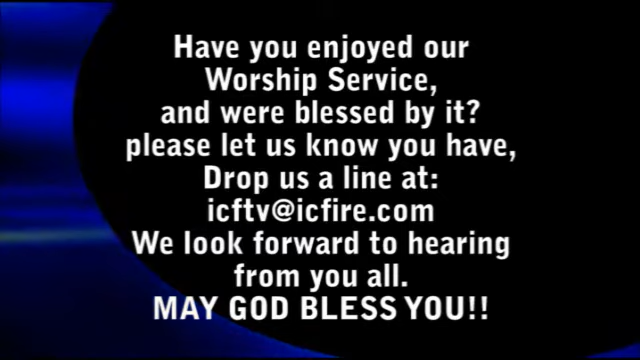 Have you enjoyed our
Worship Service,
and were blessed by it?
please let us know you have,
Drop us a line at:
icftv@icfire.com
We look forward to hearing
from you all.
MAY GOD BLESS YOU!!